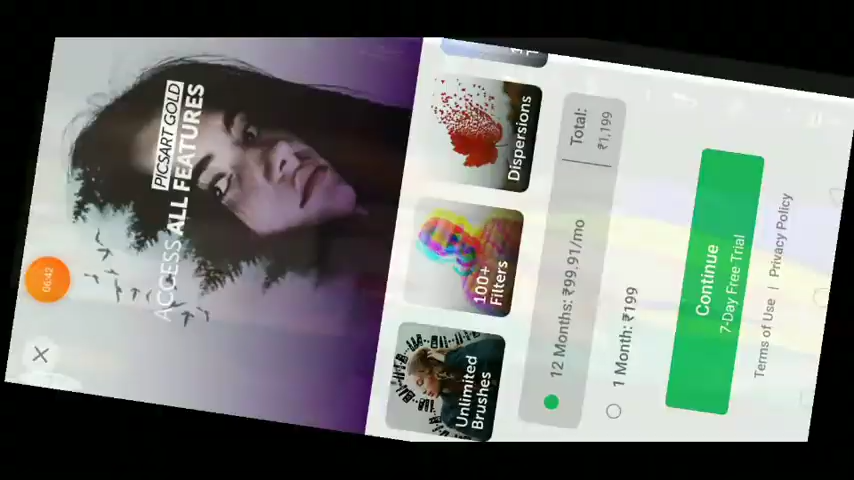 06:42
PICSART GOLD
ACCESS ALL FEATURES
Unlimited
Brushes
100+
Filters
Dispersions
12 Months: ₹99.91/mo
Total:
₹1,199
1 Month: ₹199
Continue
7-Day Free Trial
Terms of Use | Privacy Policy